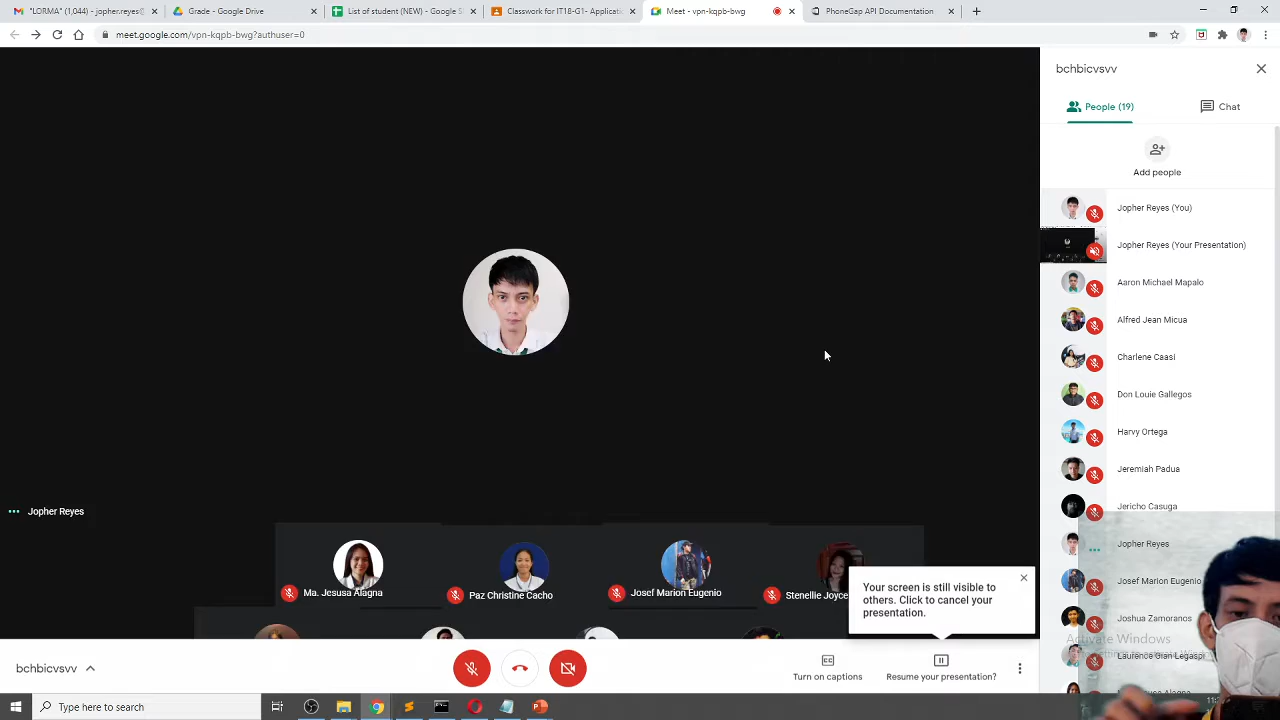 "LORMA (1,044) - jopher.reyes@
Grade - Google Drive
List of student (NEW) - Google S
Classwork for IT18-G1- Applicatio
Meet - vpn-kqpb-bwg
PhoneGap API Documentation
meet.google.com/vpn-kqpb-bwg?authuser=0
bchbicvsvv
People (19)
Chat
Add people
Jopher Reyes (You)
Jopher Reyes (Your Presentation)
Aaron Michael Mapalo
Alfred Jean Micua
Charlene Caasi
Don Louie Gallegos
Harvy Ortega
Jeremiah Padua
Jericho Casuga
Jopher Reyes
Josef Marion Eugenio
Joshua Zamoranos
Activate Windows
Laurence Brian Legaspi
Jopher Reyes
Ma. Jesusa Alagna
Paz Christine Cacho
Josef Marion Eugenio
Stenellie Joyce
Your screen is still visible to
others. Click to cancel your
presentation.
bchbicvsvv
Turn on captions
Resume your presentation?
Type here to search